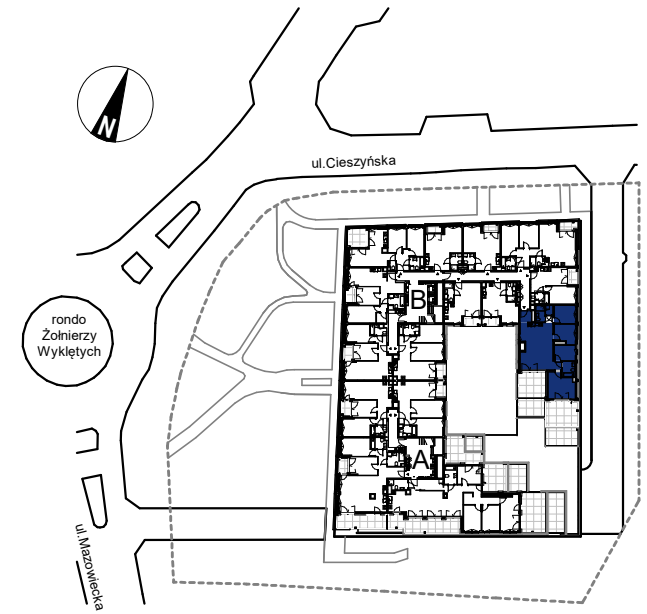 N
ul.Cieszyńska
B
rondo
Żołnierzy
Wyklętych
A
ul.Mazowiecka